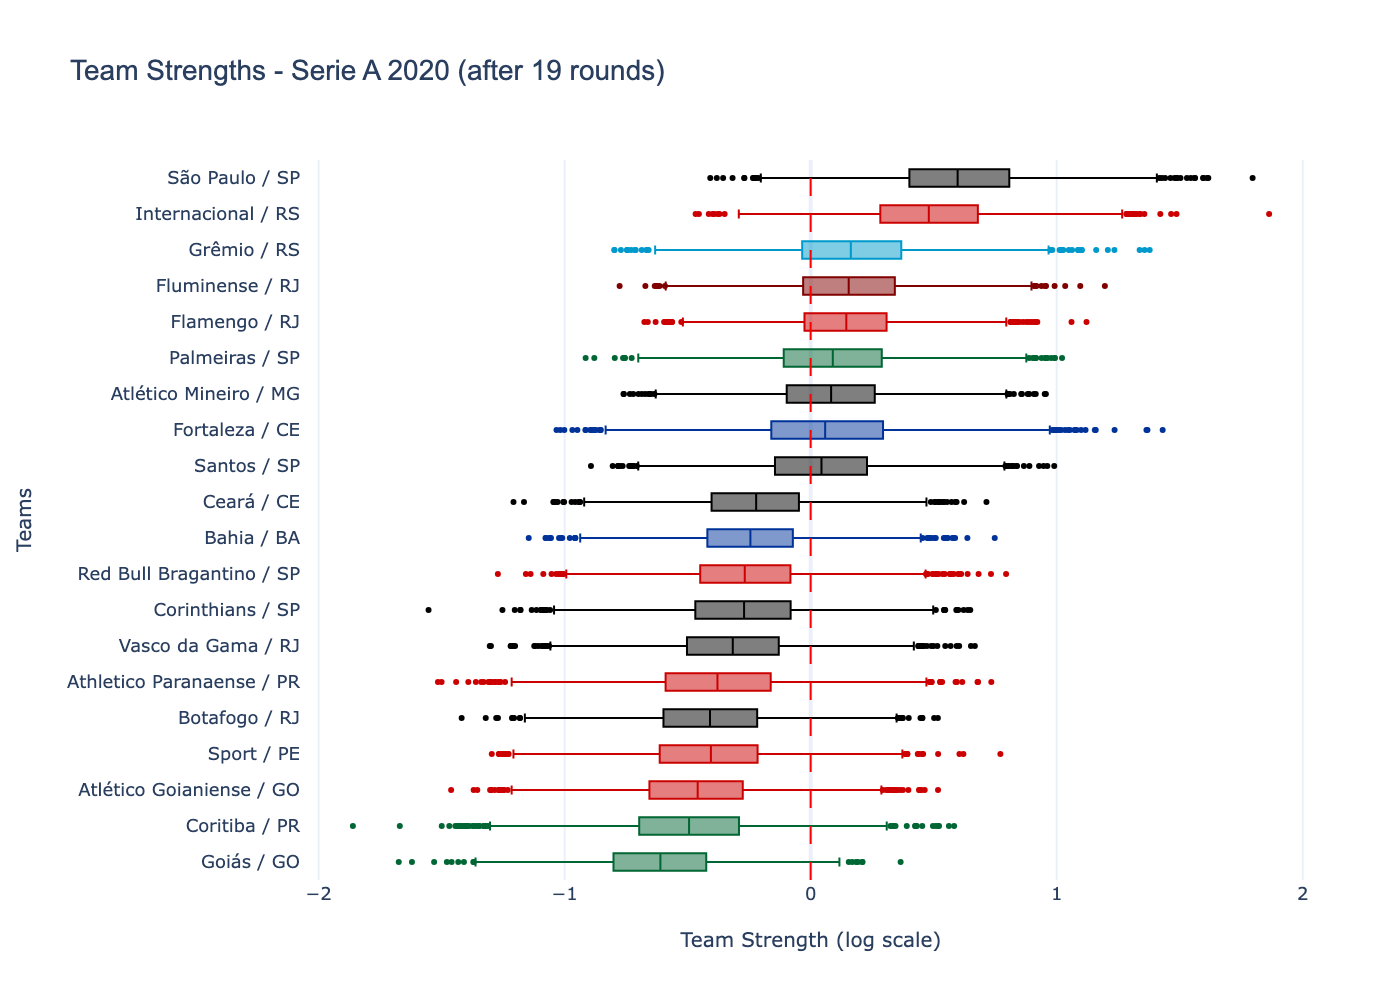 Team Strengths - Serie A 2020 (after 19 rounds)
Teams
São Paulo / SP
Internacional / RS
Grêmio / RS
Fluminense / RJ
Flamengo / RJ
Palmeiras / SP
Atlético Mineiro / MG
Fortaleza / CE
Santos / SP
Ceará / CE
Bahia / BA
Red Bull Bragantino / SP
Corinthians / SP
Vasco da Gama / RJ
Athletico Paranaense / PR
Botafogo / RJ
Sport / PE
Atlético Goianiense / GO
Coritiba / PR
Goiás / GO
−2 −1 0 1 2
Team Strength (log scale)